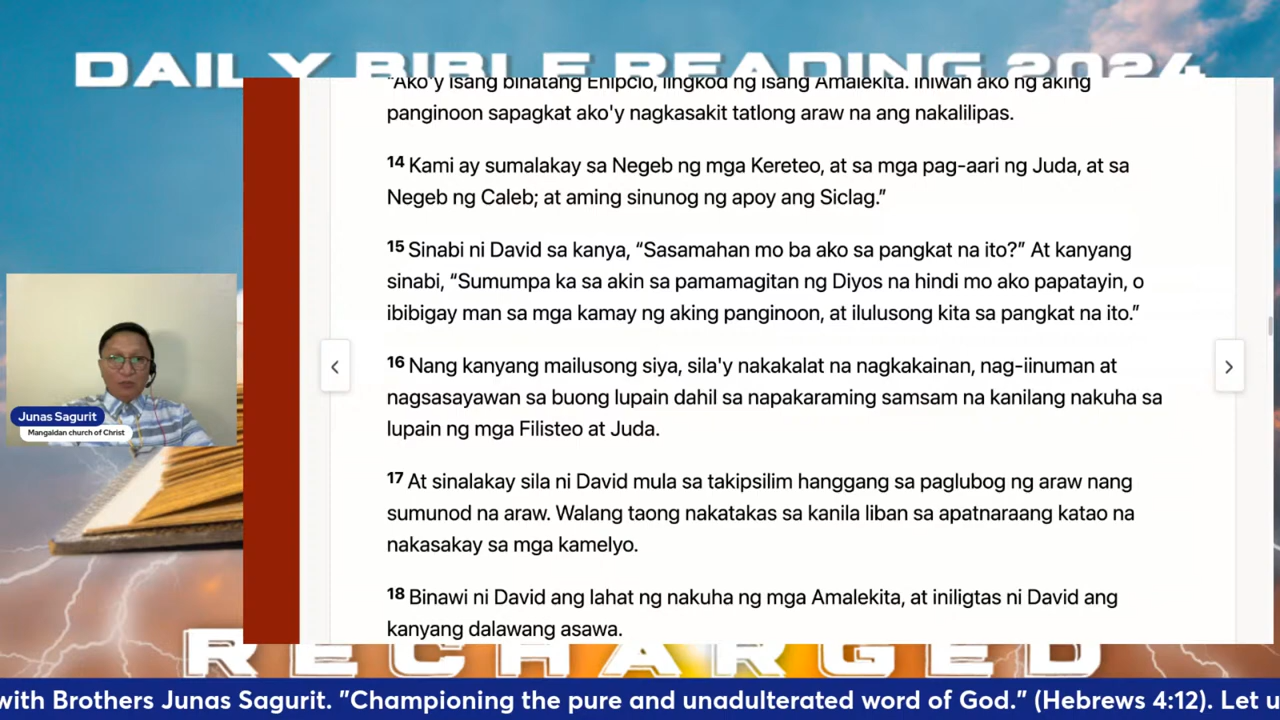 DAILY BIBLE READING 2024
"Ako'y isang binatang Ehipcio, lingkod ng isang Amalekita. Iniwan ako ng aking
panginoon sapagkat ako'y nagkasakit tatlong araw na ang nakalilipas.
14 Kami ay sumalakay sa Negeb ng mga Kereteo, at sa mga pag-aari ng Juda, at sa
Negeb ng Caleb; at aming sinunog ng apoy ang Siclag."
15 Sinabi ni David sa kanya, "Sasamahan mo ba ako sa pangkat na ito?" At kanyang
sinabi, "Sumumpa ka sa akin sa pamamagitan ng Diyos na hindi mo ako papatayin, o
ibibigay man sa mga kamay ng aking panginoon, at ilulusong kita sa pangkat na ito."
16 Nang kanyang mailusong siya, sila'y nakakalat na nagkakainan, nag-iinuman at
nagsasayawan sa buong lupain dahil sa napakaraming samsam na kanilang nakuha sa
lupain ng mga Filisteo at Juda.
17 At sinalakay sila ni David mula sa takipsilim hanggang sa paglubog ng araw nang
sumunod na araw. Walang taong nakatakas sa kanila liban sa apatnaraang katao na
nakasakay sa mga kamelyo.
18 Binawi ni David ang lahat ng nakuha ng mga Amalekita, at iniligtas ni David ang
kanyang dalawang asawa.
Junas Sagurit
Mangaldan church of Christ
RECHARGED
with Brothers Junas Sagurit. "Championing the pure and unadulterated word of God." (Hebrews 4:12). Let u